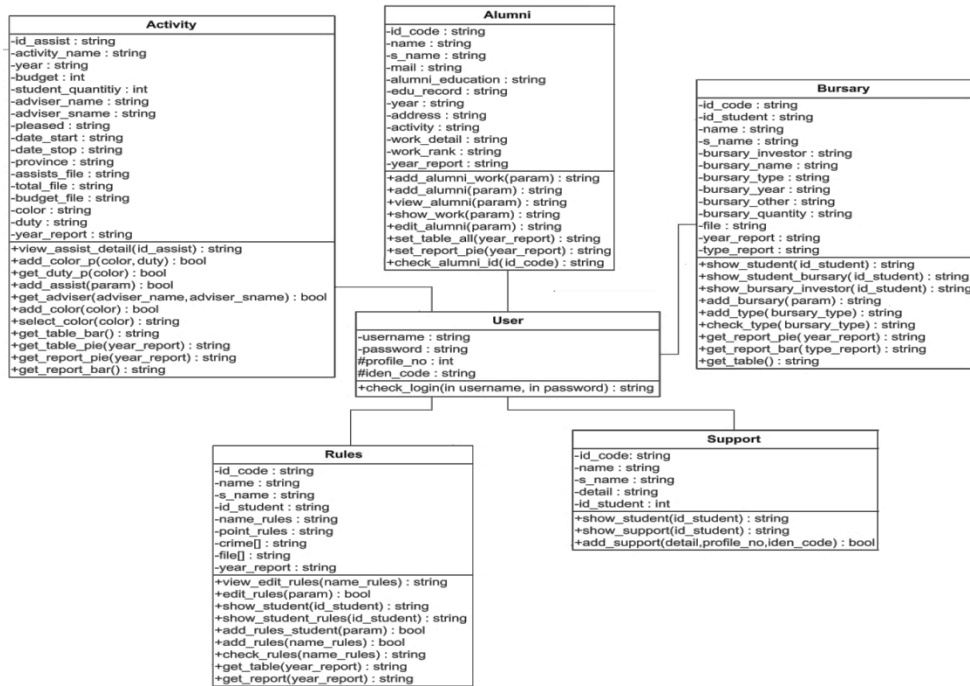 Activity
-id_assist : string
-activity_name : string
-year : string
-budget : int
-student_quantitiy : int
-adviser_name : string
-adviser_sname : string
-pleased : string
-date_start : string
-date_stop : string
-province : string
-assists_file : string
-total_file : string
-budget_file : string
-color : string
-duty : string
-year_report : string
+view_assist_detail(id_assist) : string
+add_color_p(color,duty) : bool
+get_duty_p(color) : bool
+add_assist(param) : bool
+get_adviser(adviser_name,adviser_sname) : bool
+add_color(color) : bool
+select_color(color) : string
+get_table_bar() : string
+get_table_pie(year_report) : string
+get_report_pie(year_report) : string
+get_report_bar() : string
Alumni
-id_code : string
-name : string
-s_name : string
-mail : string
-alumni_education : string
-edu_record : string
-year : string
-address : string
-activity : string
-work_detail : string
-work_rank : string
-year_report : string
+add_alumni_work(param) : string
+add_alumni(param) : string
+view_alumni(param) : string
+show_work(param) : string
+edit_alumni(param) : string
+set_table_all(year_report) : string
+set_report_pie(year_report) : string
+check_alumni_id(id_code) : string
Bursary
-id_code : string
-id_student : string
-name : string
-s_name : string
-bursary_investor : string
-bursary_name : string
-bursary_type : string
-bursary_year : string
-bursary_other : string
-bursary_quantity : string
-file : string
-year_report : string
-type_report : string
+show_student( id_student) : string
+show_student_bursary( id_student) : string
+show_bursary_investor( id_student) : string
+add_bursary( param) : string
+add_type( bursary_type) : string
+check_type( bursary_type) : string
+get_report_pie(year_report) : string
+get_report_bar( type_report) : string
+get_table() : string
User
-username : string
-password : string
#profile_no : int
#iden_code : string
+check_login(in username, in password) : string
Rules
-id_code : string
-name : string
-s_name : string
-id_student : string
-name_rules : string
-point_rules : string
-crime[] : string
-file[] : string
-year_report : string
+view_edit_rules(name_rules) : string
+edit_rules(param) : bool
+show_student(id_student) : string
+show_student_rules(id_student) : string
+add_rules_student(param) : bool
+add_rules(name_rules) : bool
+check_rules(name_rules) : string
+get_table(year_report) : string
+get_report(year_report) : string
Support
-id_code: string
-name : string
-s_name : string
-detail : string
-id_student : int
+show_student(id_student) : string
+show_support(id_student) : string
+add_support(detail,profile_no,iden_code) : bool